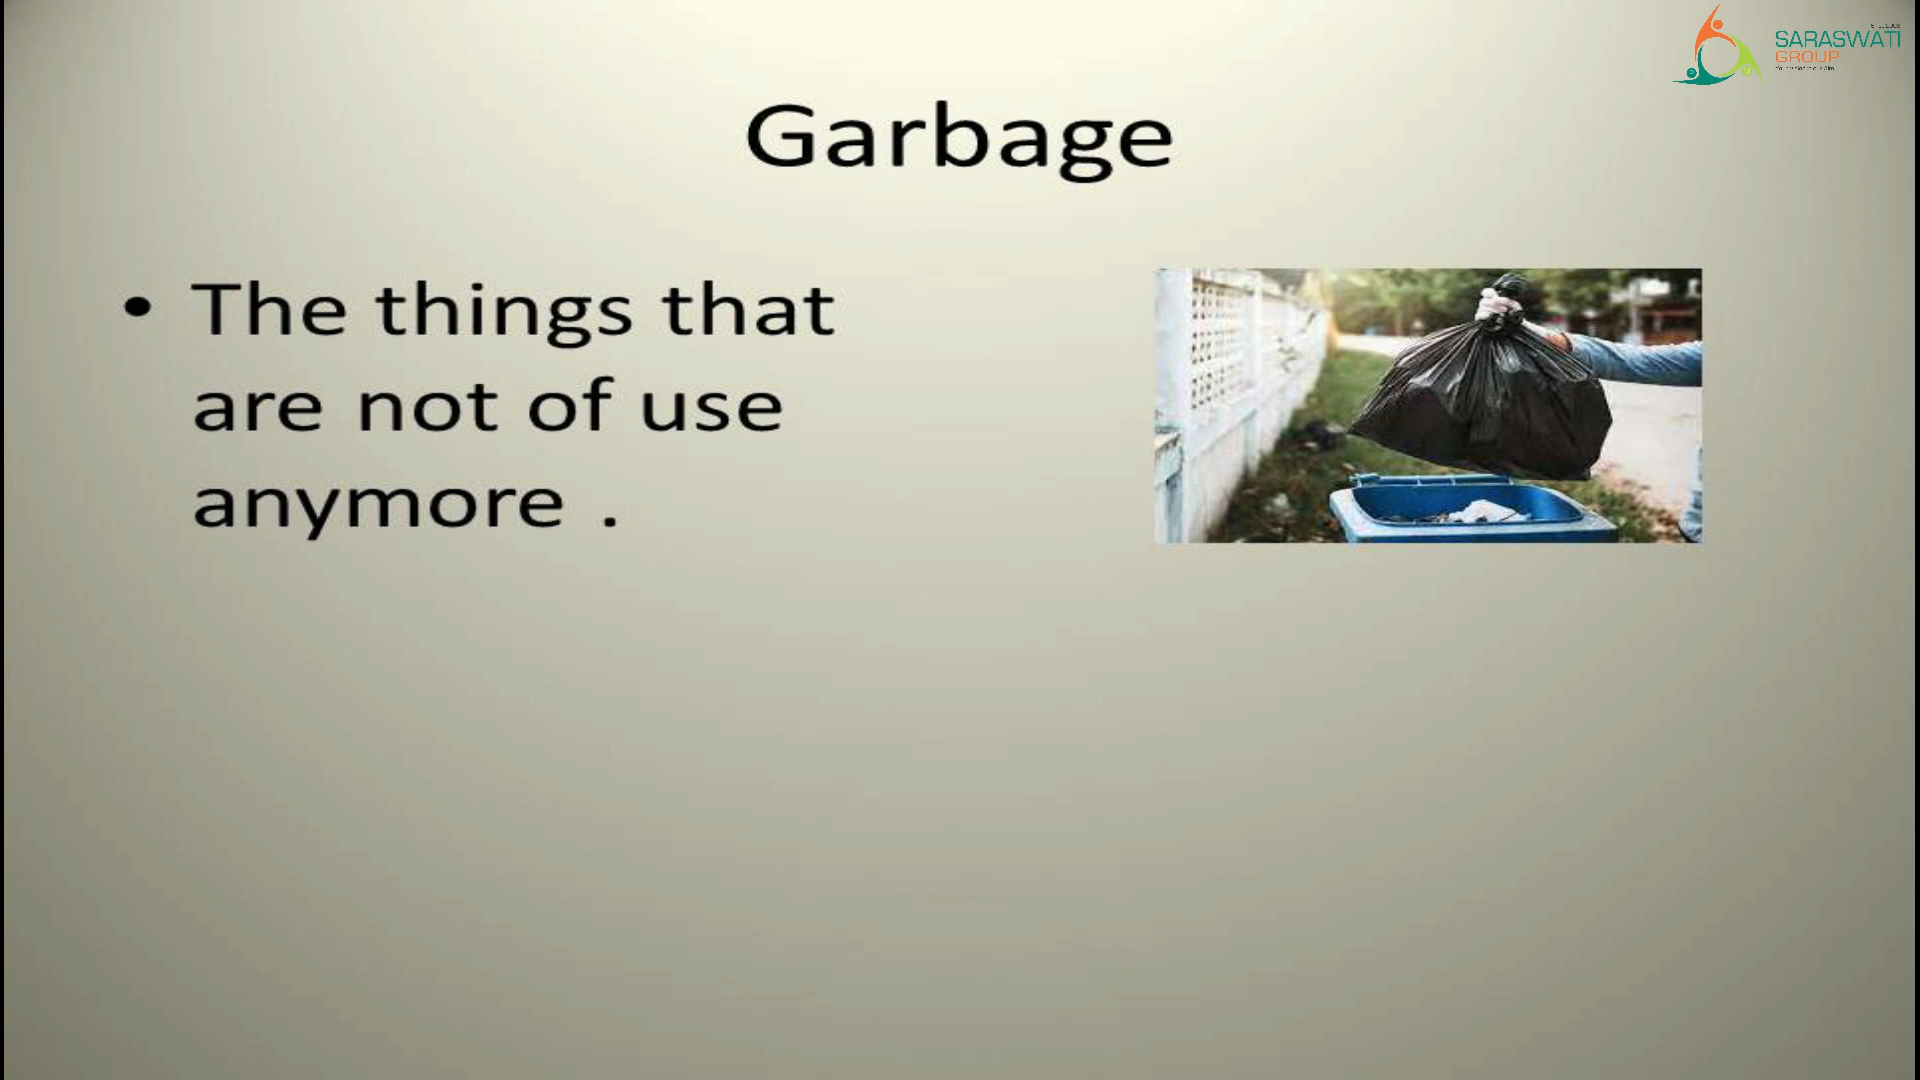 SARASWATI
GROUP
Garbage
• The things that
are not of use
anymore .